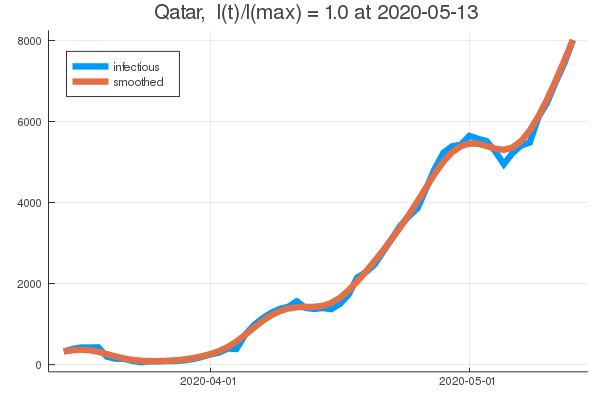 Qatar, I(t)/I(max) = 1.0 at 2020-05-13
8000
infectious
smoothed
6000
4000
2000
0
2020-04-01
2020-05-01